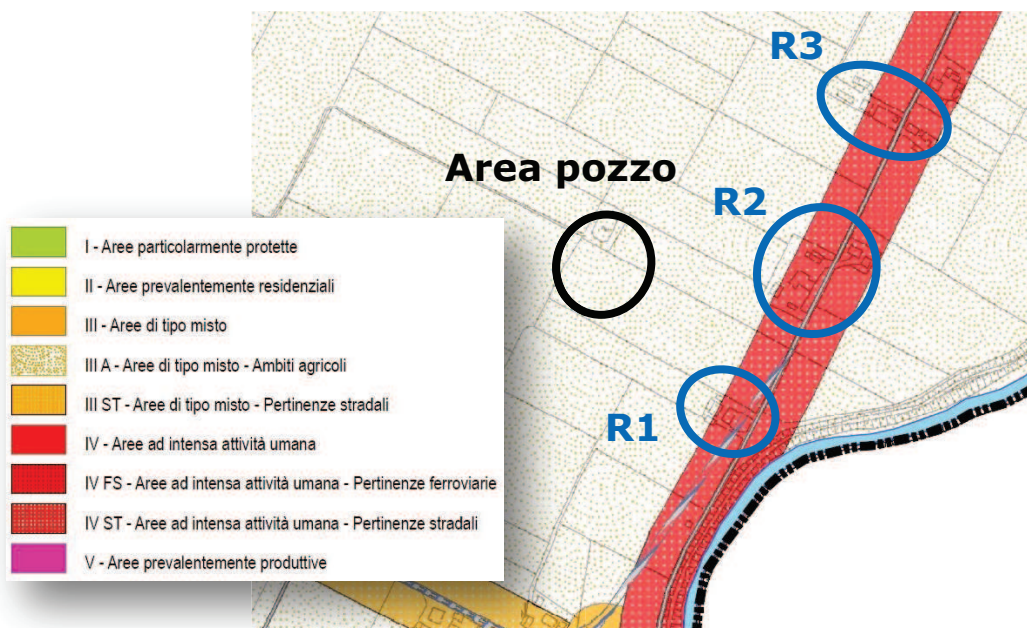 R3
Area pozzo
R2
R1
I - Aree particolarmente protette
II - Aree prevalentemente residenziali
III - Aree di tipo misto
III A - Aree di tipo misto - Ambiti agricoli
III ST - Aree di tipo misto - Pertinenze stradali
IV - Aree ad intensa attività umana
IV FS - Aree ad intensa attività umana - Pertinenze ferroviarie
IV ST - Aree ad intensa attività umana - Pertinenze stradali
V - Aree prevalentemente produttive